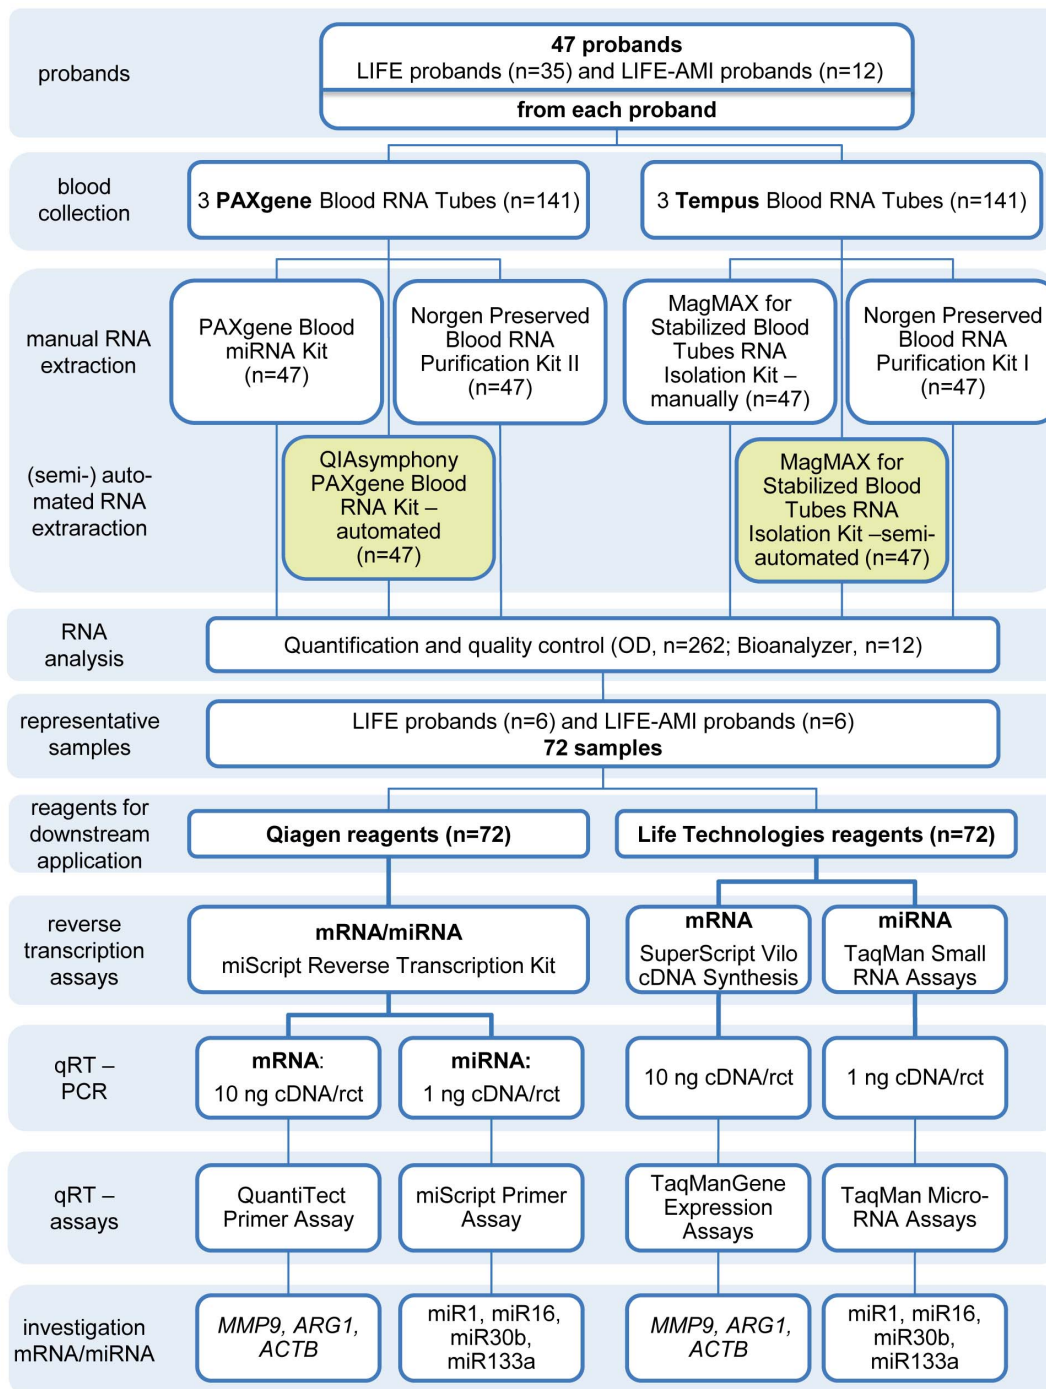 probands
47 probands
LIFE probands (n=35) and LIFE-AMI probands (n=12)
from each proband
blood
collection
3 PAXgene Blood RNA Tubes (n=141)
3 Tempus Blood RNA Tubes (n=141)
manual RNA
extraction
PAXgene Blood
miRNA Kit
(n=47)
Norgen Preserved
Blood RNA
Purification Kit II
(n=47)
MagMAX for
Stabilized Blood
Tubes RNA
Isolation Kit –
manually (n=47)
Norgen Preserved
Blood RNA
Purification Kit I
(n=47)
(semi-) auto-
mated RNA
extraraction
QIAsymphony
PAXgene Blood
RNA Kit –
automated
(n=47)
MagMAX for
Stabilized Blood
Tubes RNA
Isolation Kit –semi-
automated (n=47)
RNA
analysis
Quantification and quality control (OD, n=262; Bioanalyzer, n=12)
representative
samples
LIFE probands (n=6) and LIFE-AMI probands (n=6)
72 samples
reagents for
downstream
application
Qiagen reagents (n=72)
Life Technologies reagents (n=72)
reverse
transcription
assays
mRNA/miRNA
miScript Reverse Transcription Kit
mRNA
SuperScript Vilo
cDNA Synthesis
miRNA
TaqMan Small
RNA Assays
qRT –
PCR
mRNA:
10 ng cDNA/rct
miRNA:
1 ng cDNA/rct
10 ng cDNA/rct
1 ng cDNA/rct
qRT –
assays
QuantiTect
Primer Assay
miScript Primer
Assay
TaqManGene
Expression
Assays
TaqMan Micro-
RNA Assays
investigation
mRNA/miRNA
MMP9, ARG1,
ACTB
miR1, miR16,
miR30b,
miR133a
MMP9, ARG1,
ACTB
miR1, miR16,
miR30b,
miR133a